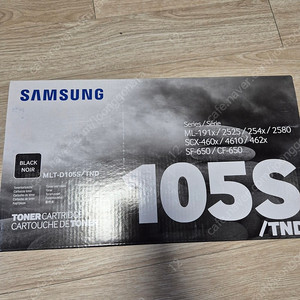 SAMSUNG
Series / Série
ML-191x / 2525 / 254x / 2580
SCX-460x / 4610 / 462x
SF-650 / CF-650
BLACK
NOIR
MLT-D105S/TND
105S
/TND
TONER CARTRIDGE
CARTOUCHE DE TONER